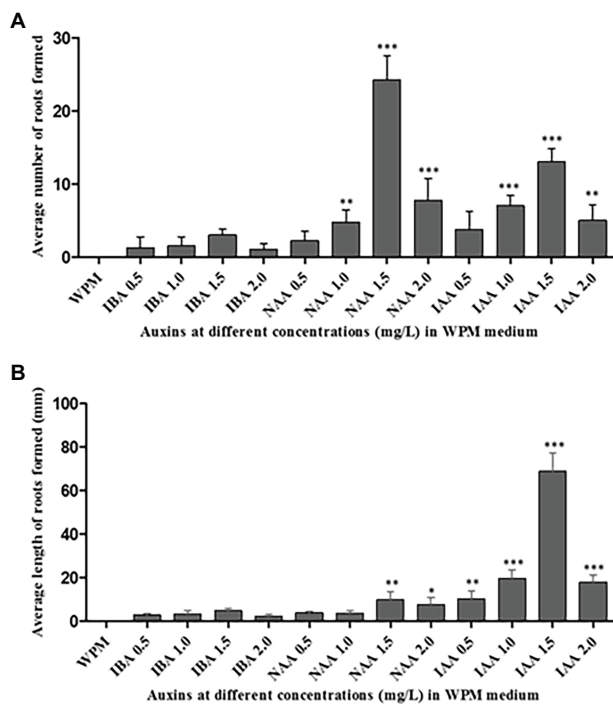 A
Average number of roots formed
30
20
10
0
***
**
***
***
***
**
WPM
IBA 0.5
IBA 1.0
IBA 1.5
IBA 2.0
NAA 0.5
NAA 1.0
NAA 1.5
NAA 2.0
IAA 0.5
IAA 1.0
IAA 1.5
IAA 2.0
Auxins at different concentrations (mg/L) in WPM medium
B
Average length of roots formed (mm)
100
80
60
40
20
0
**
*
**
***
***
***
WPM
IBA 0.5
IBA 1.0
IBA 1.5
IBA 2.0
NAA 0.5
NAA 1.0
NAA 1.5
NAA 2.0
IAA 0.5
IAA 1.0
IAA 1.5
IAA 2.0
Auxins at different concentrations (mg/L) in WPM medium